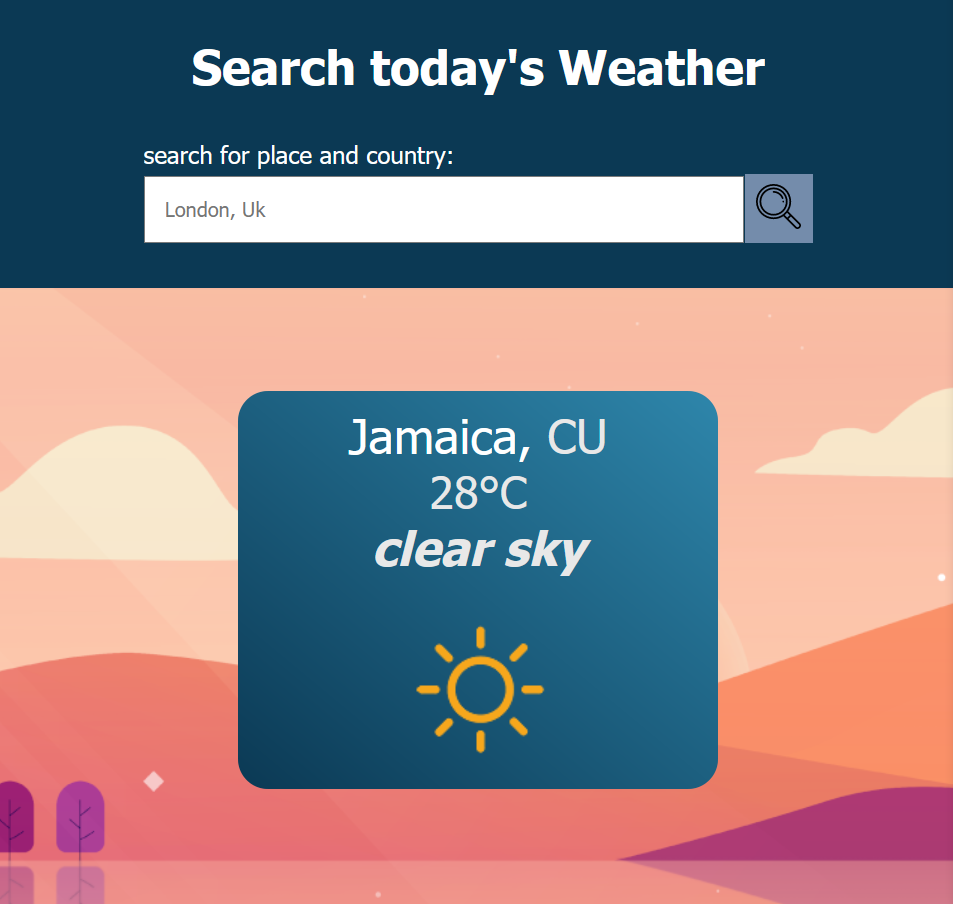 Search today's Weather
search for place and country:
London, Uk
Jamaica, CU
28°C
clear sky